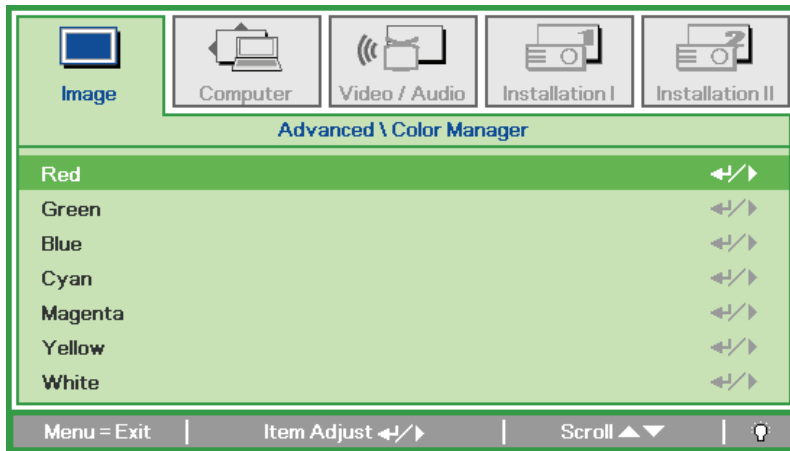 Image Computer Video / Audio Installation I Installation II
Advanced \ Color Manager
Red
Green
Blue
Cyan
Magenta
Yellow
White
Menu = Exit Item Adjust Scroll